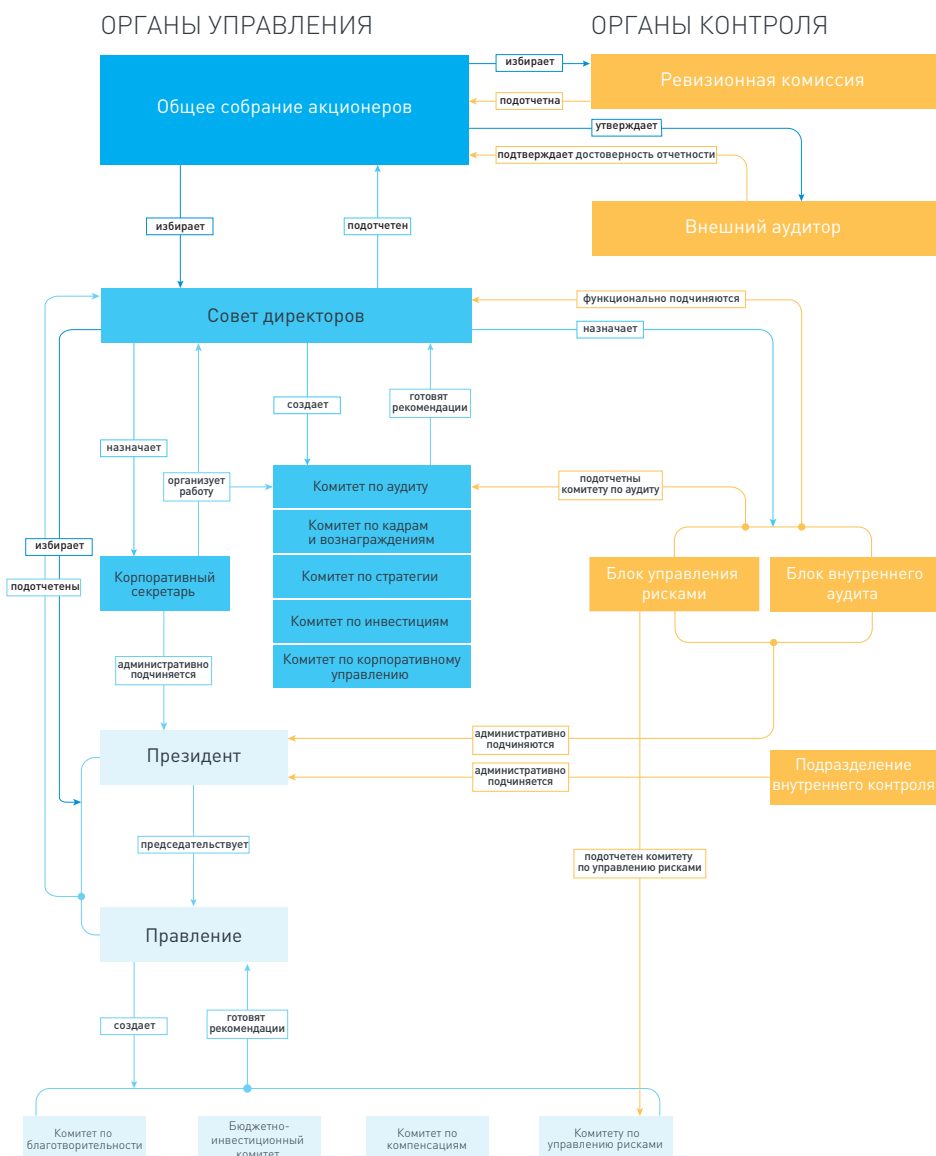 ОРГАНЫ УПРАВЛЕНИЯ
ОРГАНЫ КОНТРОЛЯ
Общее собрание акционеров
избирает
Ревизионная комиссия
подотчетна
утверждает
подтверждает достоверность отчетности
Внешний аудитор
избирает
подотчетен
Совет директоров
функционально подчиняются
назначает
создает
готовят
рекомендации
назначает
организует
работу
Комитет по аудиту
подотчетны
комитету по аудиту
Комитет по кадрам
и вознаграждениям
избирает
подотчетены
Корпоративный
секретарь
Комитет по стратегии
Блок управления
рисками
Блок внутреннего
аудита
Комитет по инвестициям
Комитет по корпоративному
управлению
административно
подчиняется
Президент
административно
подчиняются
административно
подчиняется
Подразделение
внутреннего контроля
председательствует
подотчетен комитету
по управлению рисками
Правление
создает
готовят
рекомендации
Комитет по
благотворительности
Бюджетно-
инвестиционный
комитет
Комитет по
компенсациям
Комитету по
управлению рисками